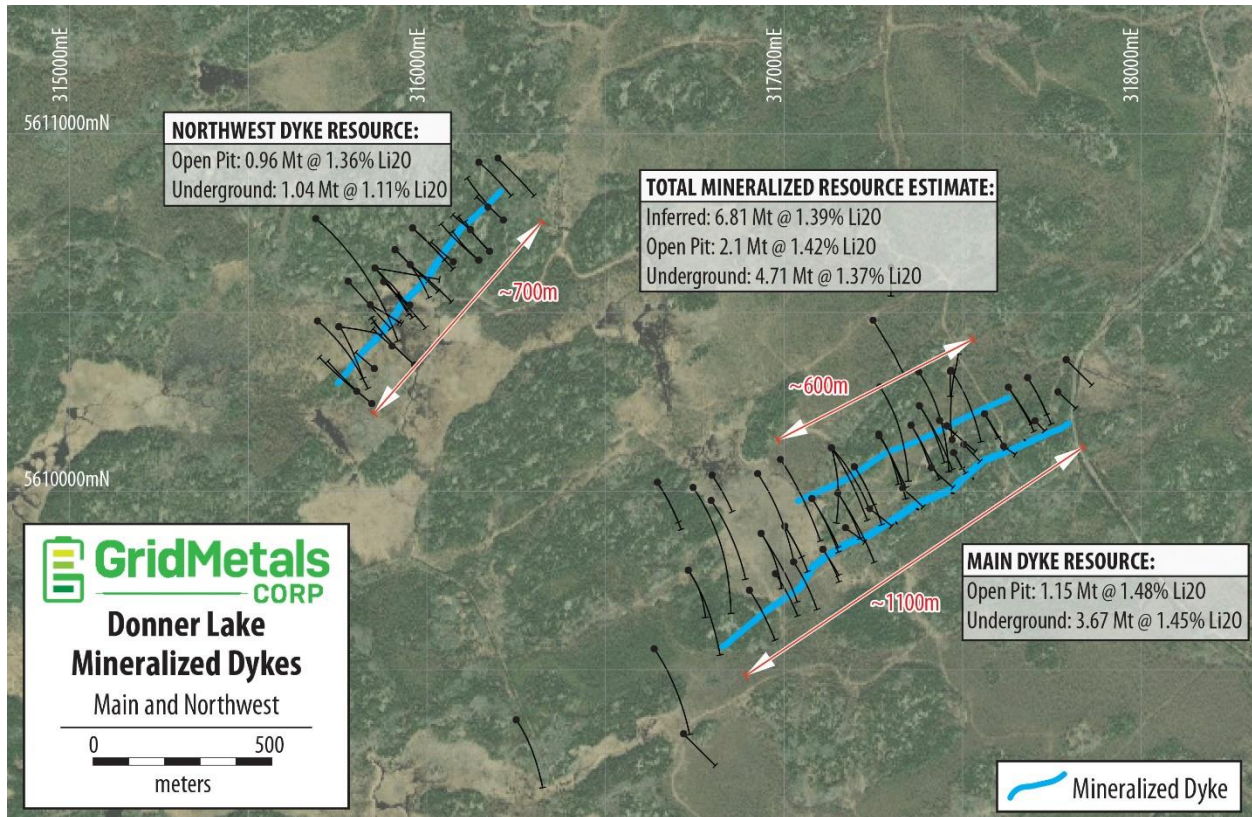 315000mE
316000mE
317000mE
318000mE
5611000mN
NORTHWEST DYKE RESOURCE:
Open Pit: 0.96 Mt @ 1.36% Li2O
Underground: 1.04 Mt @ 1.11% Li2O
TOTAL MINERALIZED RESOURCE ESTIMATE:
Inferred: 6.81 Mt @ 1.39% Li2O
Open Pit: 2.1 Mt @ 1.42% Li2O
Underground: 4.71 Mt @ 1.37% Li2O
~700m
~600m
5610000mN
MAIN DYKE RESOURCE:
Open Pit: 1.15 Mt @ 1.48% Li2O
Underground: 3.67 Mt @ 1.45% Li2O
~1100m
GridMetals
CORP
Donner Lake
Mineralized Dykes
Main and Northwest
0 500
meters
Mineralized Dyke